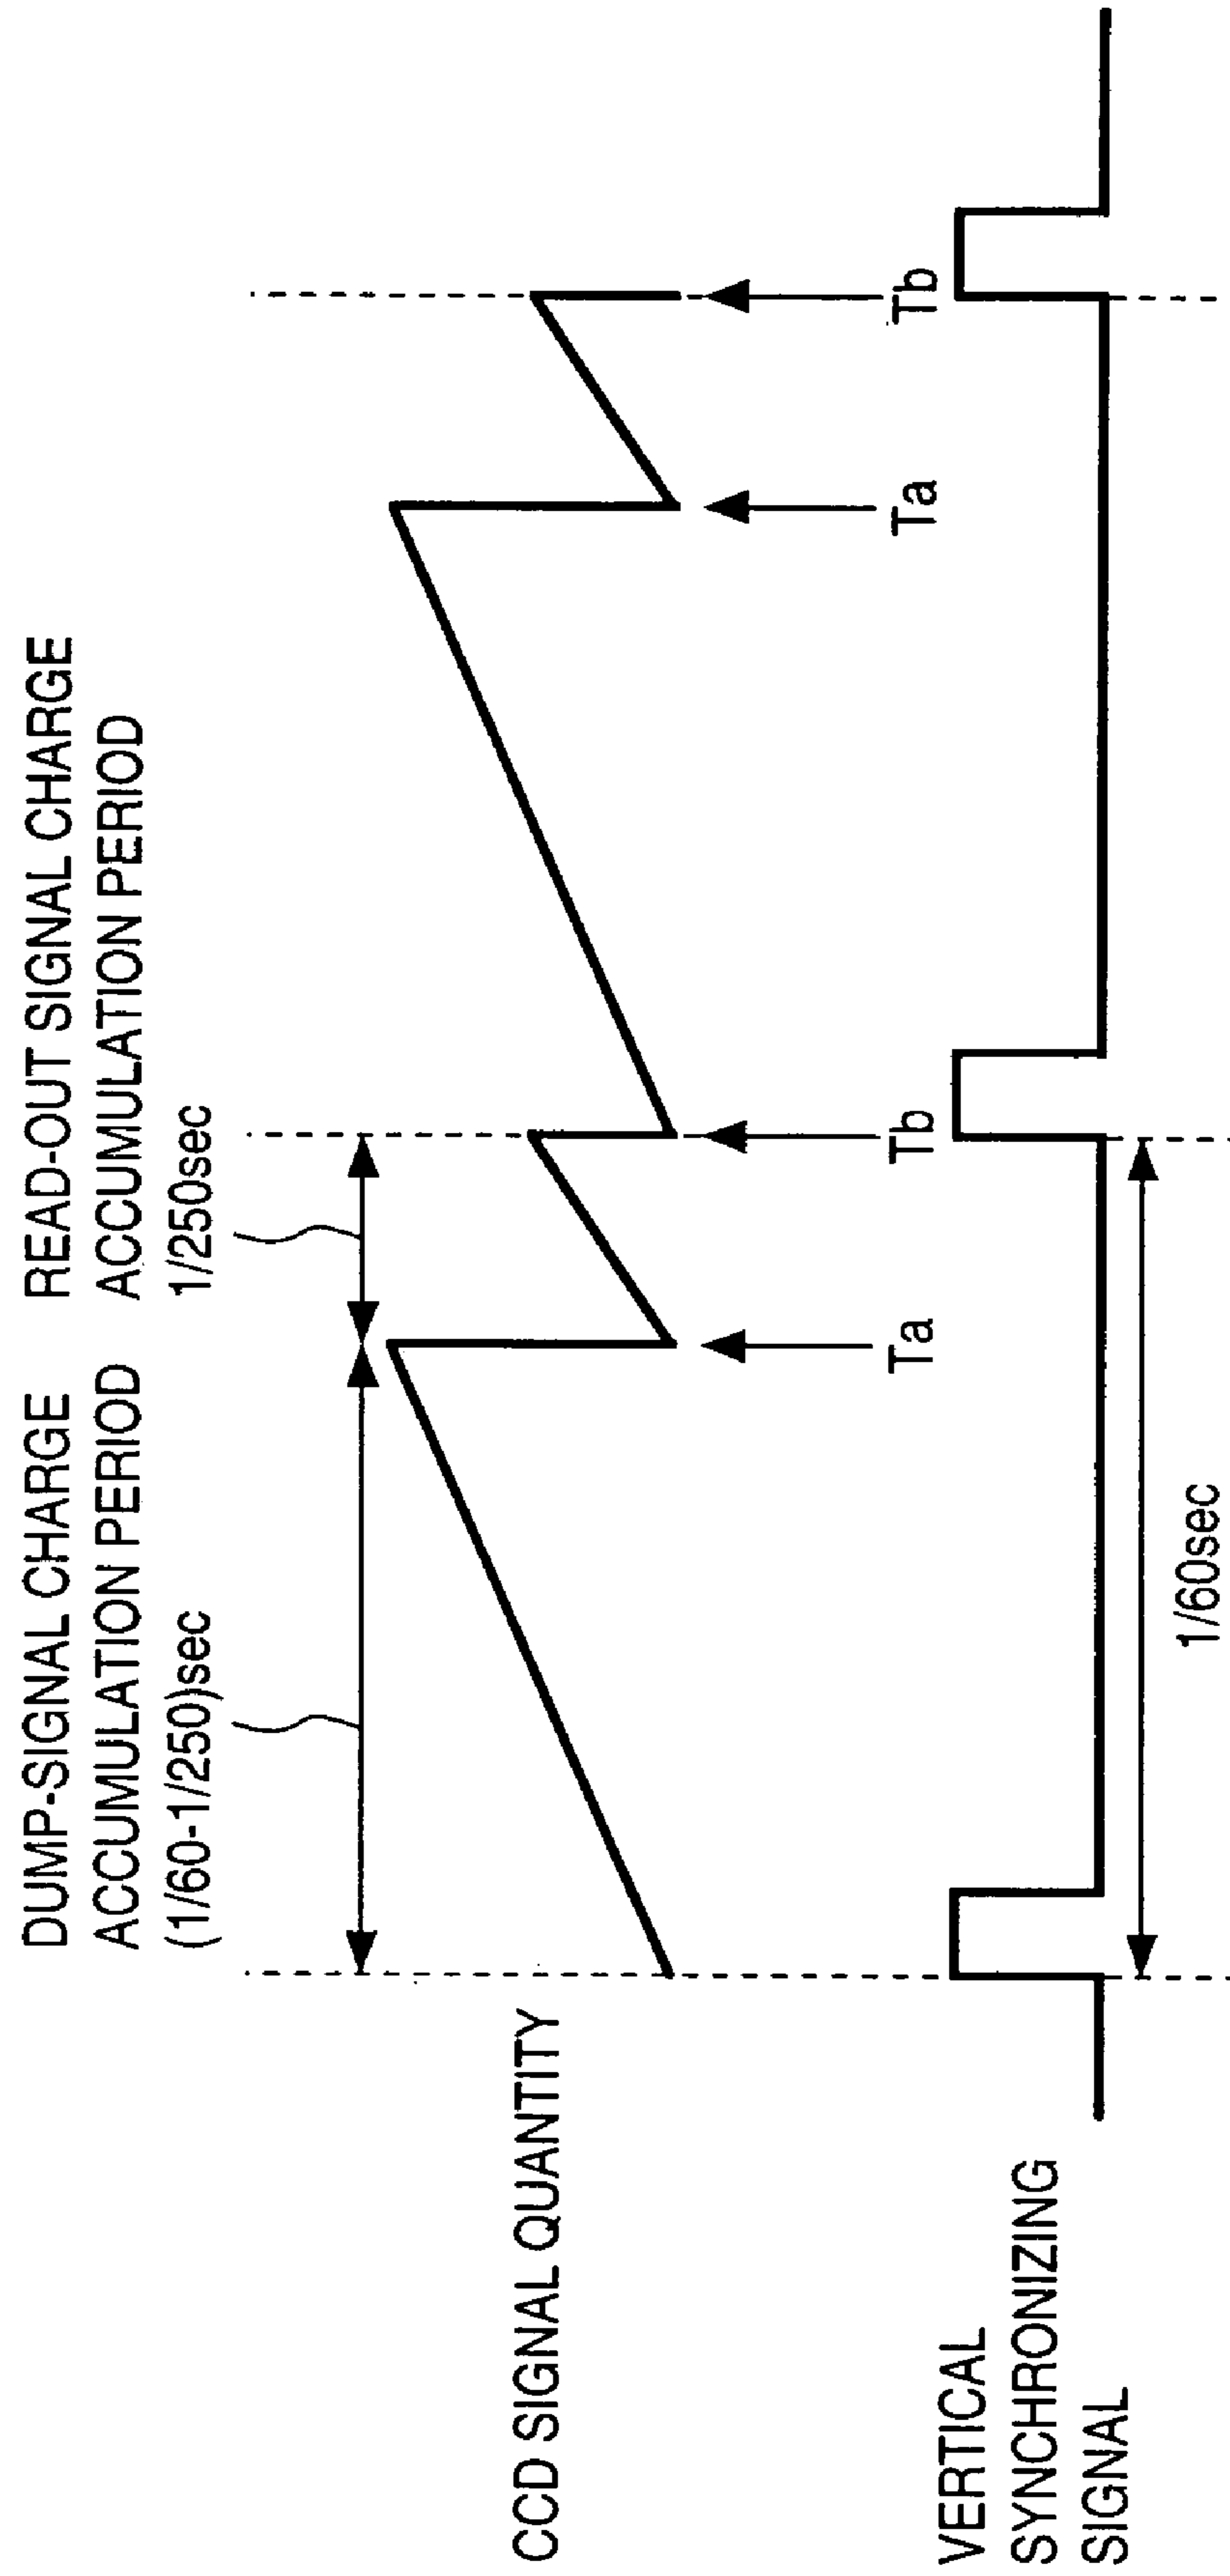 DUMP-SIGNAL CHARGE
ACCUMULATION PERIOD
(1/60-1/250)sec
READ-OUT SIGNAL CHARGE
ACCUMULATION PERIOD
1/250sec
CCD SIGNAL QUANTITY
Ta
Tb
Ta
Tb
VERTICAL
SYNCHRONIZING
SIGNAL
1/60sec